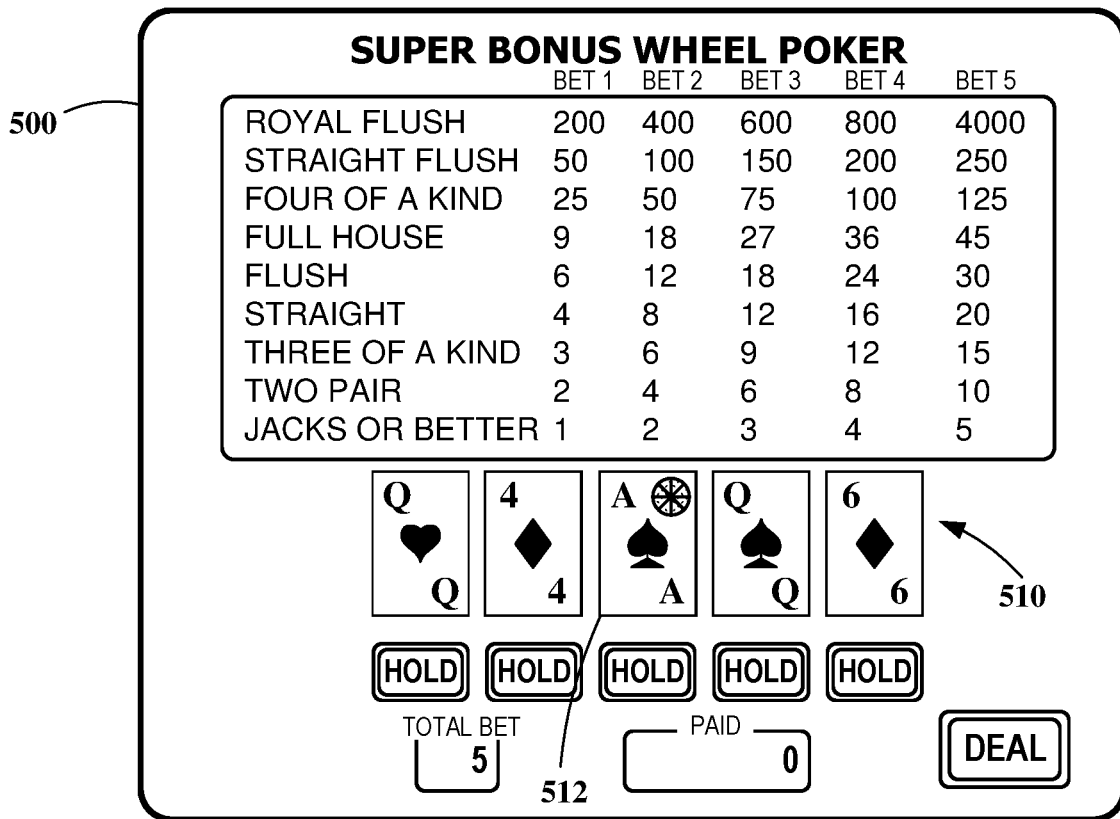 SUPER BONUS WHEEL POKER
BET 1 BET 2 BET 3 BET 4 BET 5
500
ROYAL FLUSH 200 400 600 800 4000
STRAIGHT FLUSH 50 100 150 200 250
FOUR OF A KIND 25 50 75 100 125
FULL HOUSE 9 18 27 36 45
FLUSH 6 12 18 24 30
STRAIGHT 4 8 12 16 20
THREE OF A KIND 3 6 9 12 15
TWO PAIR 2 4 6 8 10
JACKS OR BETTER 1 2 3 4 5
Q 4 A Q 6
Q 4 A Q 6
510
HOLD HOLD HOLD HOLD HOLD
TOTAL BET PAID
5 0 DEAL
512